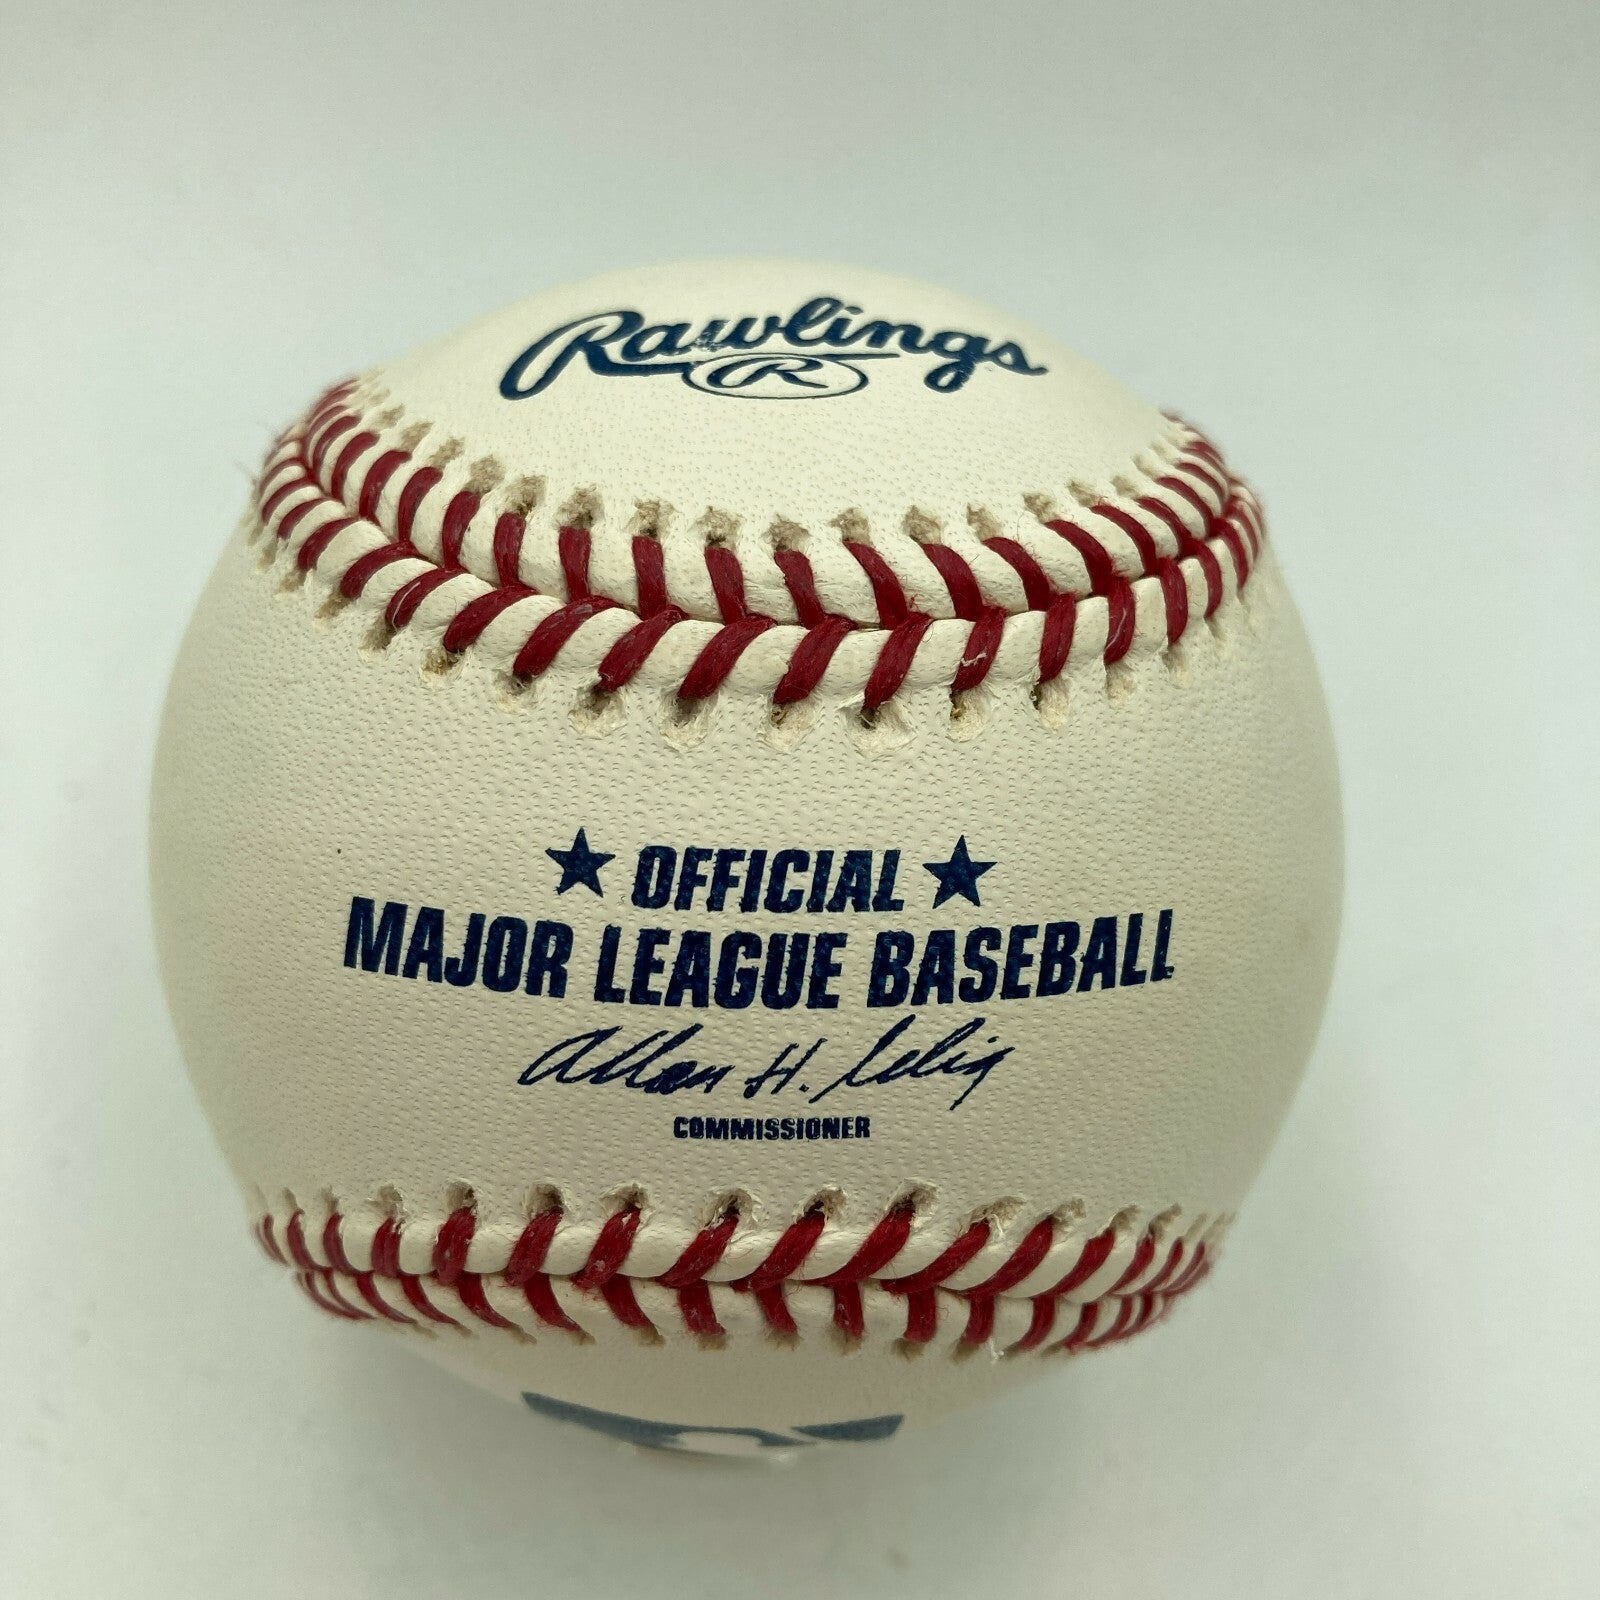 Rawlings
R
★ OFFICIAL ★
MAJOR LEAGUE BASEBALL
Allan H. Selig
COMMISSIONER